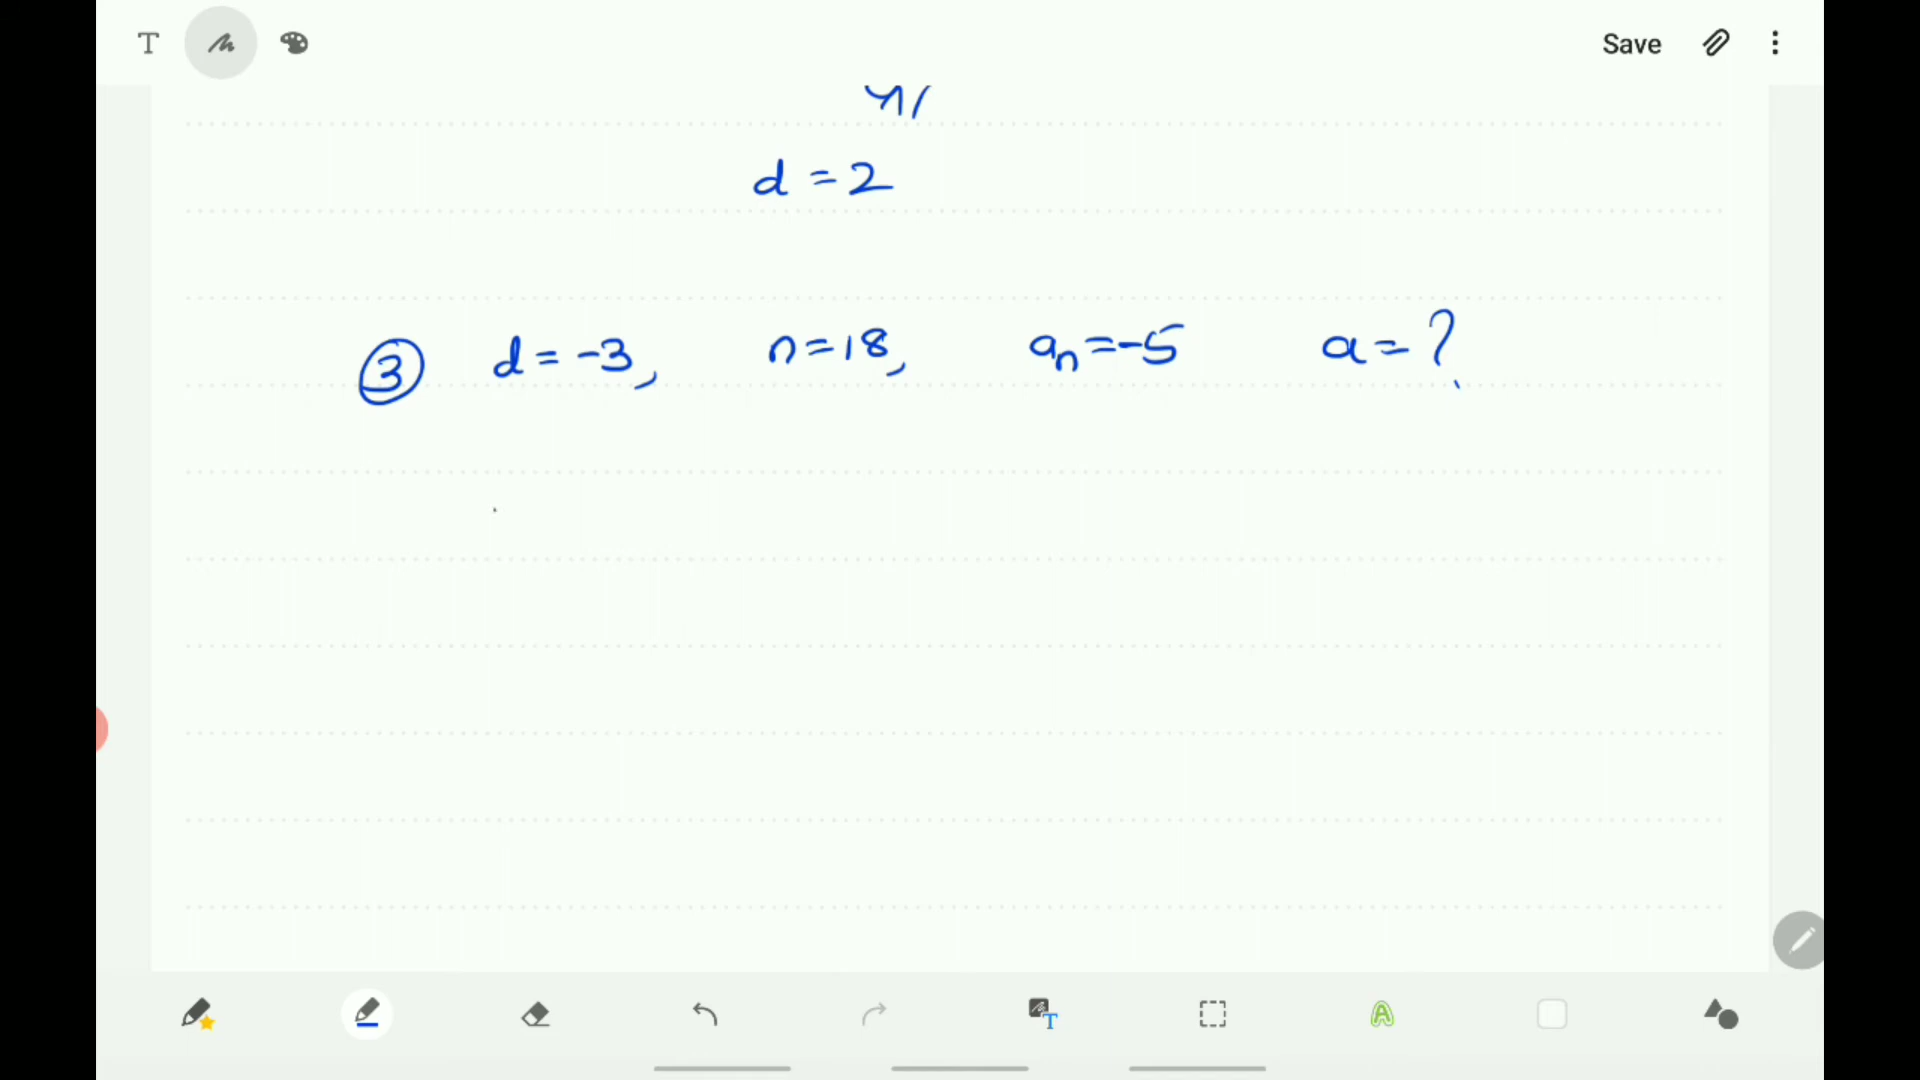 T Save
d = 2
③ d = -3, n = 18, aₙ = -5 a = ?
T A